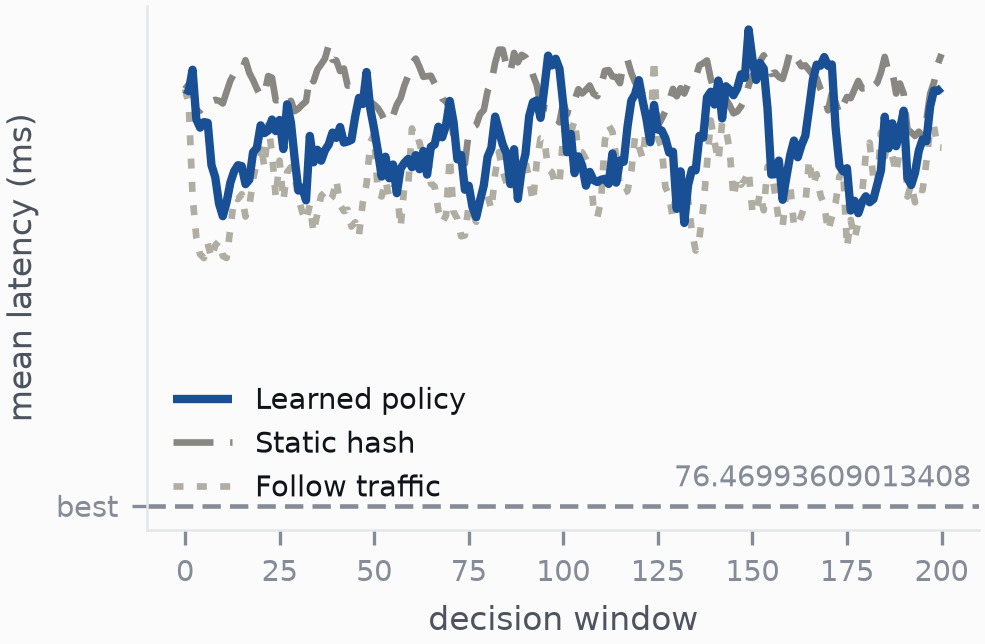 mean latency (ms)
Learned policy
Static hash
Follow traffic
76.46993609013408
best
0 25 50 75 100 125 150 175 200
decision window